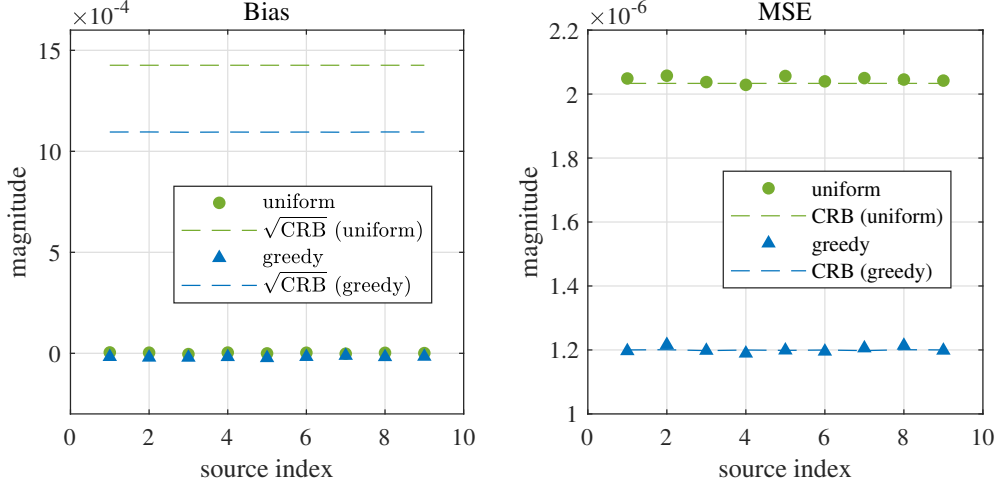 Bias
×10⁻⁴
15
10
5
0
magnitude
uniform
√CRB (uniform)
greedy
√CRB (greedy)
0 2 4 6 8 10
source index
MSE
×10⁻⁶
2.2
2
1.8
1.6
1.4
1.2
1
magnitude
uniform
CRB (uniform)
greedy
CRB (greedy)
0 2 4 6 8 10
source index